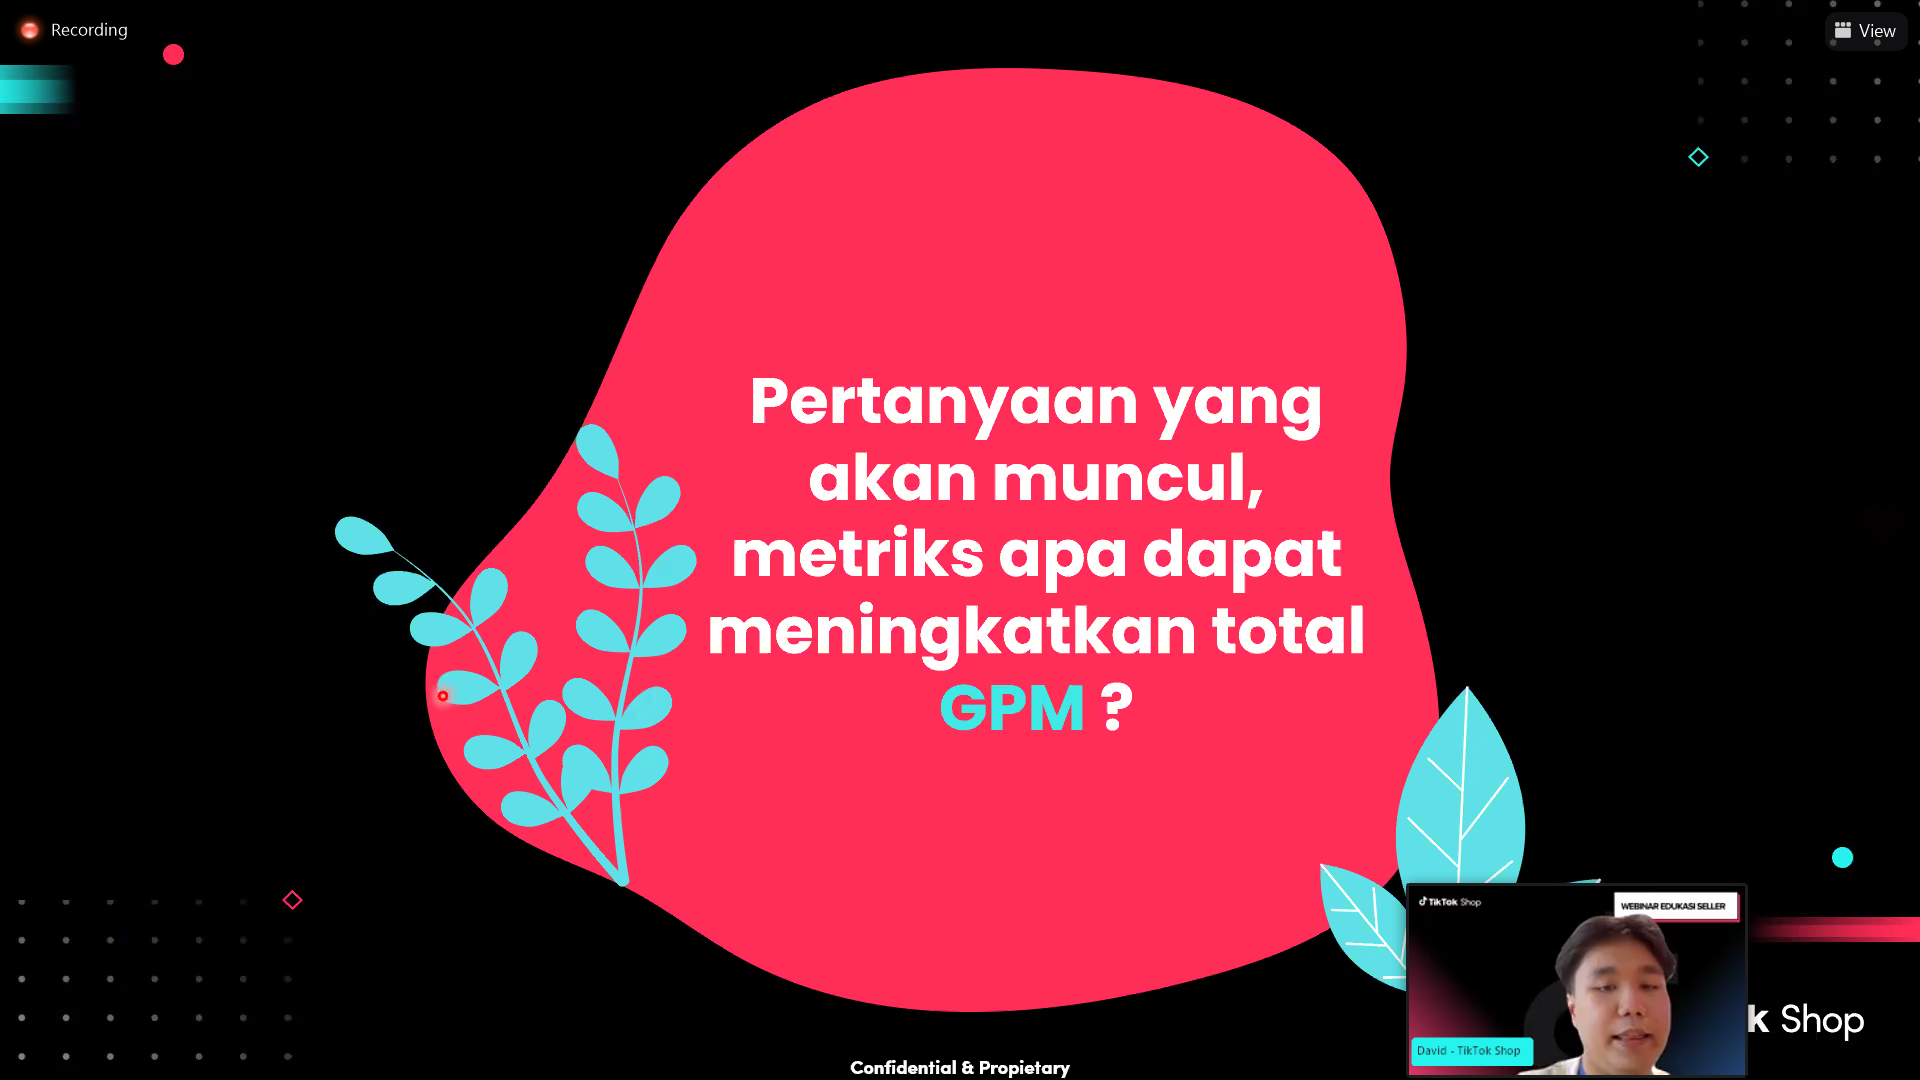 Recording
View
Pertanyaan yang
akan muncul,
metriks apa dapat
meningkatkan total
GPM ?
TikTok Shop
WEBINAR EDUKASI SELLER
David - TikTok Shop
k Shop
Confidential & Propietary